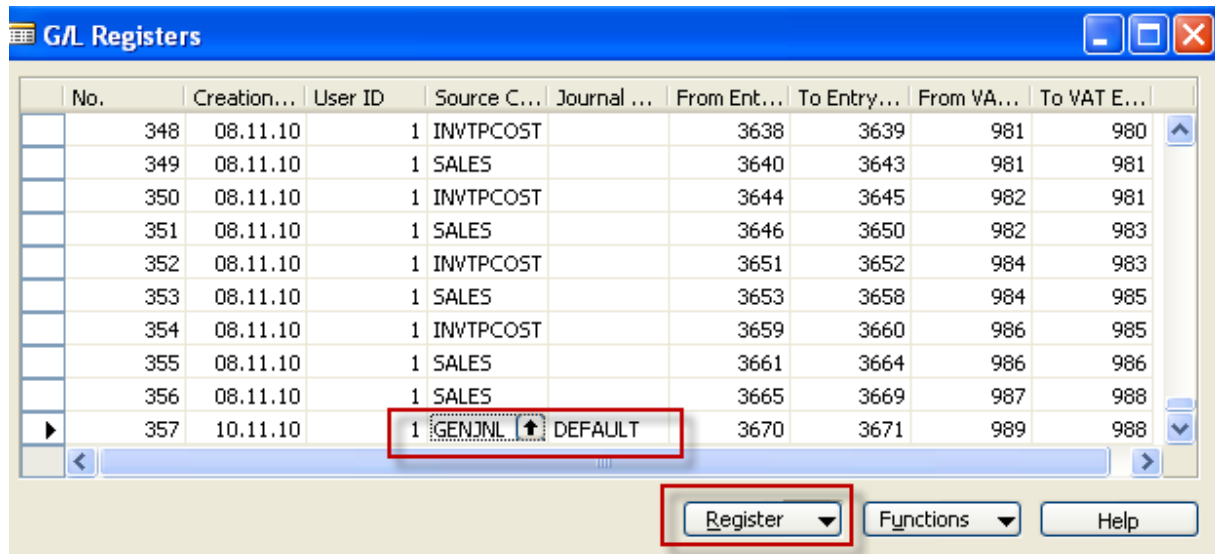 G/L Registers
No. Creation... User ID Source C... Journal ... From Ent... To Entry... From VA... To VAT E...
348 08.11.10 1 INVTPCOST 3638 3639 981 980
349 08.11.10 1 SALES 3640 3643 981 981
350 08.11.10 1 INVTPCOST 3644 3645 982 981
351 08.11.10 1 SALES 3646 3650 982 983
352 08.11.10 1 INVTPCOST 3651 3652 984 983
353 08.11.10 1 SALES 3653 3658 984 985
354 08.11.10 1 INVTPCOST 3659 3660 986 985
355 08.11.10 1 SALES 3661 3664 986 986
356 08.11.10 1 SALES 3665 3669 987 988
357 10.11.10 1 GENJNL DEFAULT 3670 3671 989 988
Register Functions Help